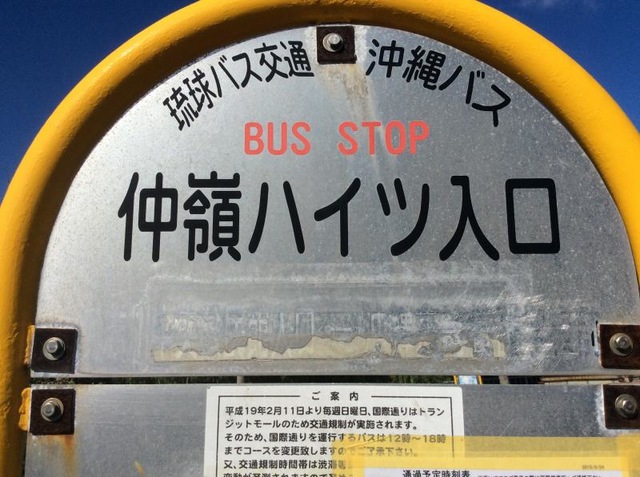 琉球バス交通 沖縄バス
BUS STOP
仲嶺ハイツ入口
ご案内
平成19年2月11日より毎週日曜日、国際通りはトラン
ジットモールのため交通規制が実施されます。
そのため、国際通りを運行するバスは12時〜18時
までコースを変更致しますのでご了承下さい。
又、交通規制時間帯は渋滞等
通過予定時刻表